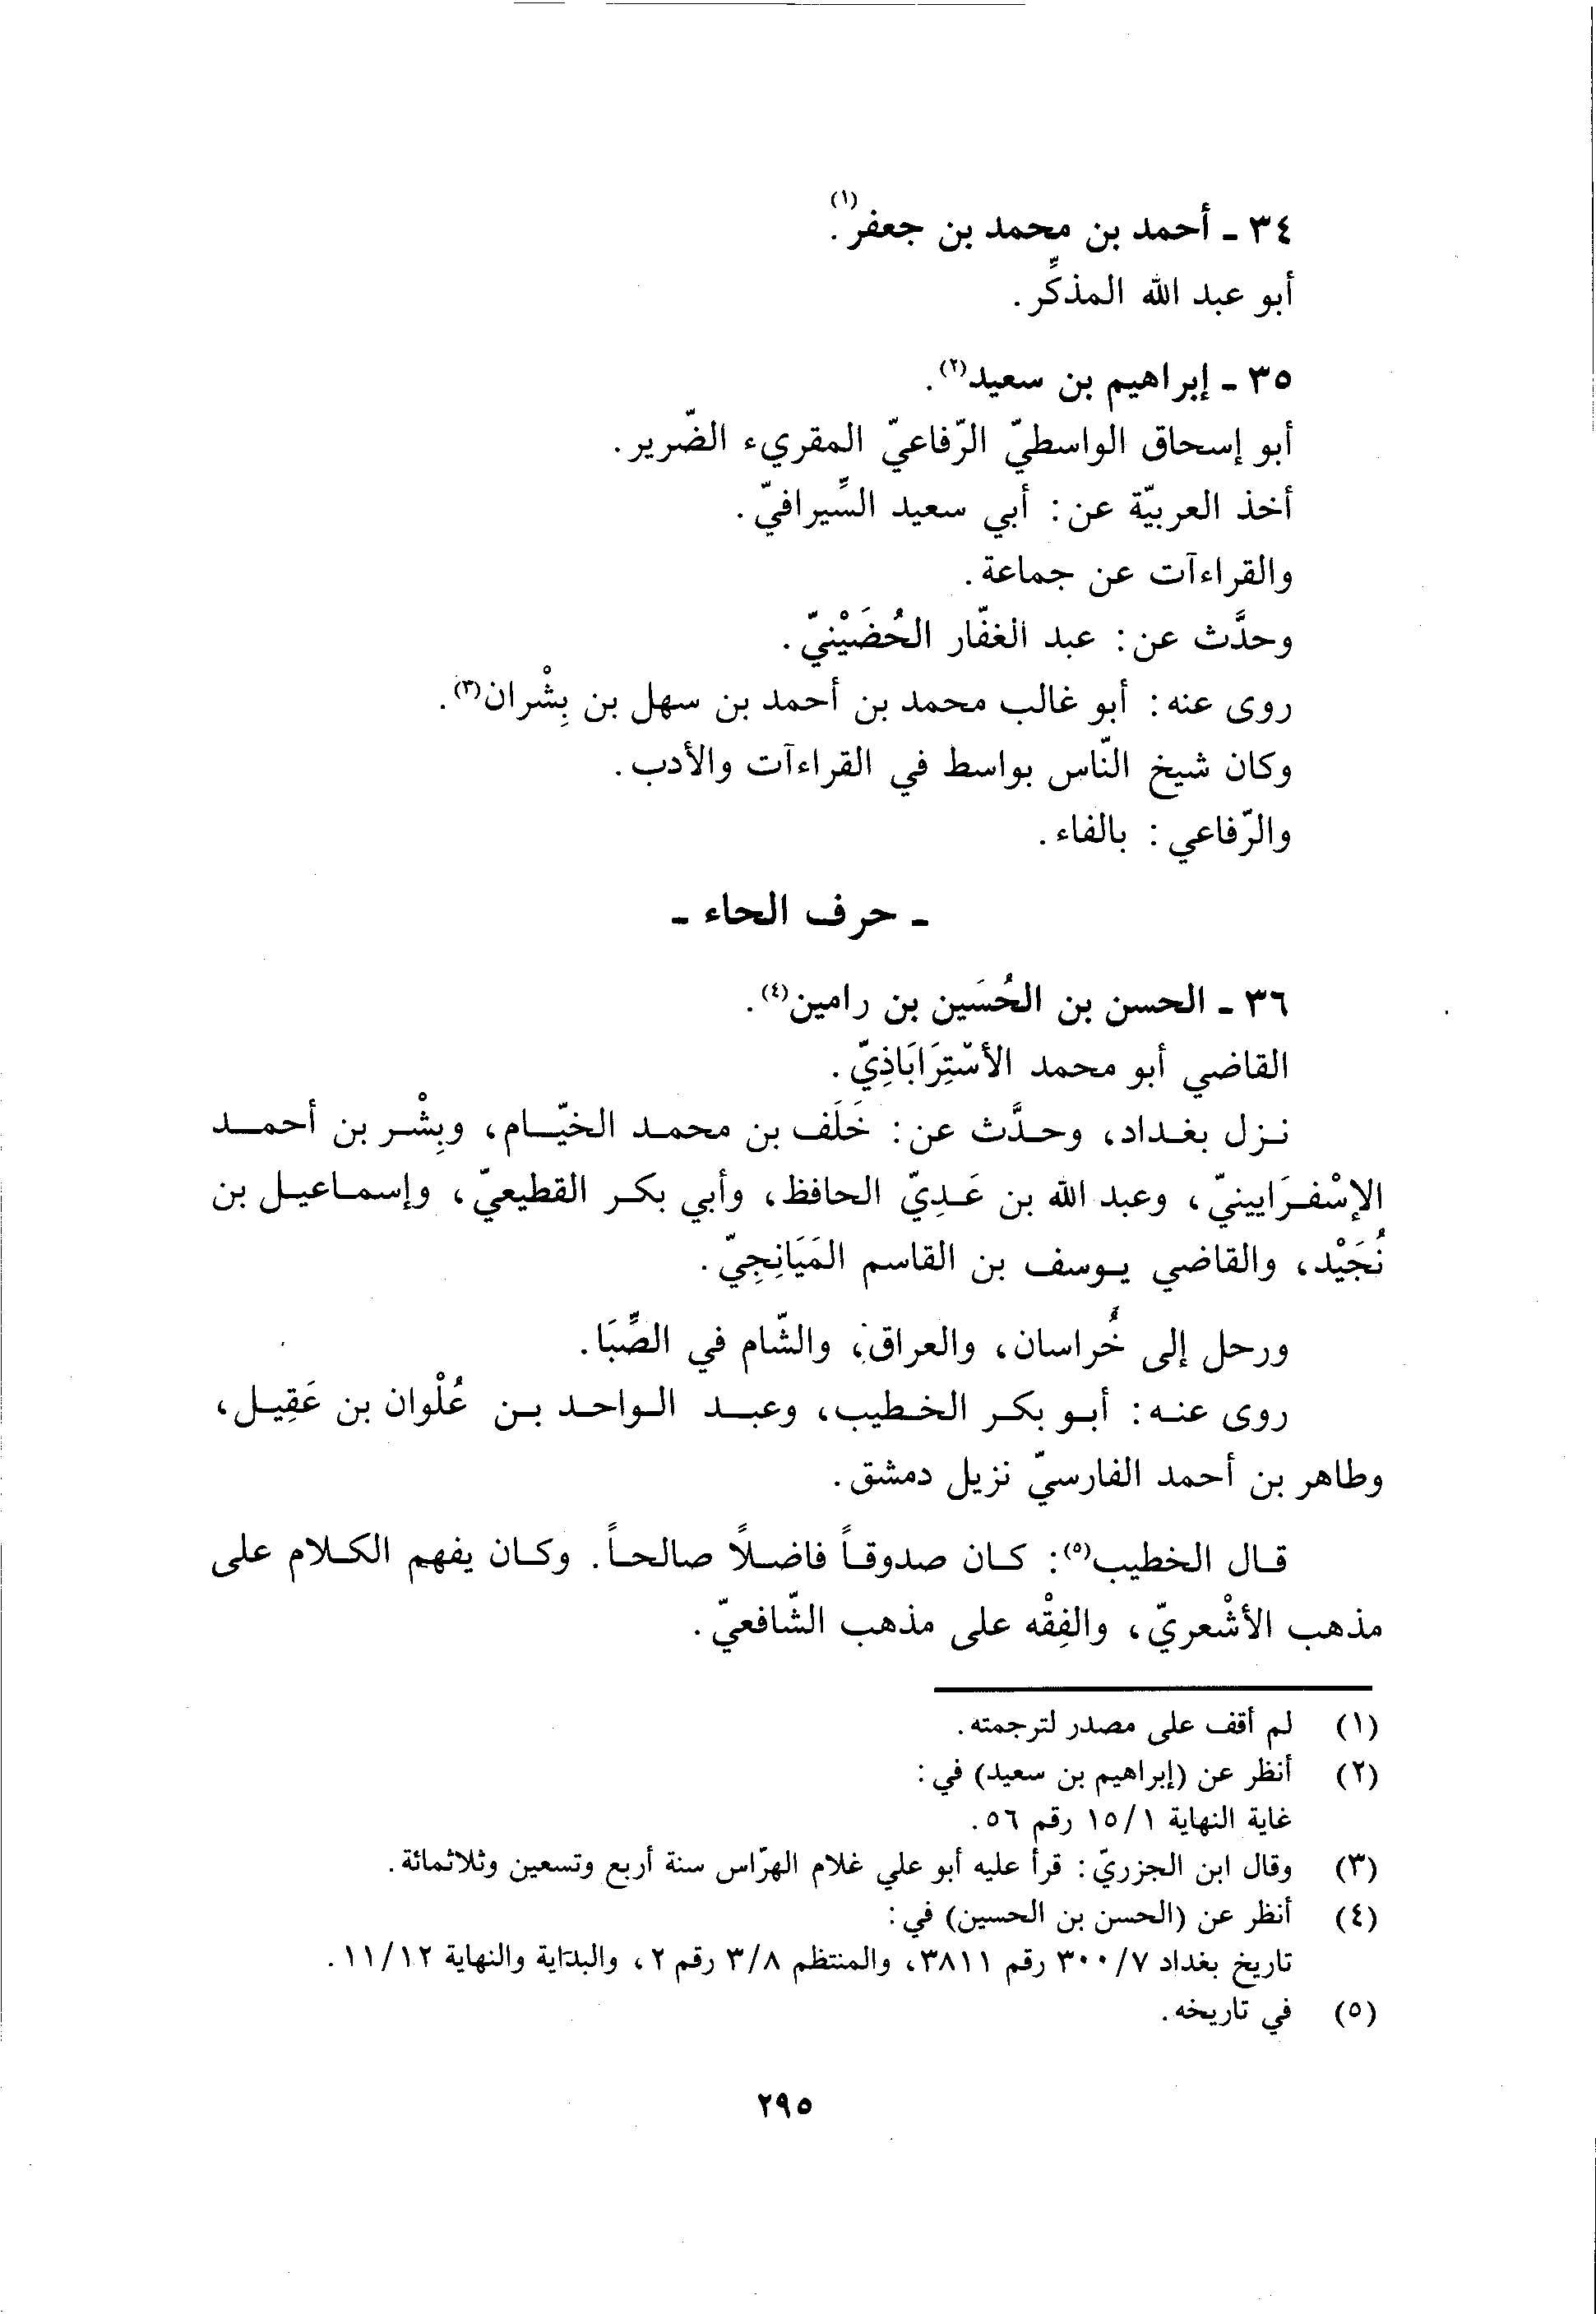 ٣٤ - أحمد بن محمد بن جعفر(١).
أبو عبد الله المذكِّر.
٣٥ - إبراهيم بن سعيد(٢).
أبو إسحاق الواسطيّ الرّفاعيّ المقريء الضّرير.
أخذ العربيّة عن: أبي سعيد السِّيرافيّ.
والقراءآت عن جماعة.
وحدَّث عن: عبد الغفّار الحُضَيْنيّ.
روى عنه: أبو غالب محمد بن أحمد بن سهل بن بِشْران(٣).
وكان شيخ النّاس بواسط في القراءآت والأدب.
والرّفاعي: بالفاء.
- حرف الحاء -
٣٦ - الحسن بن الحُسَين بن رامين(٤).
القاضي أبو محمد الأسْتِرَابَاذِيّ.
نزل بغداد، وحدَّث عن: خَلَف بن محمد الخيّام، وبِشْر بن أحمد
الإسْفرَايينيّ، وعبد الله بن عَدِيّ الحافظ، وأبي بكر القطيعيّ، وإسماعيل بن
نُجَيْد، والقاضي يوسف بن القاسم المَيَانِجِيّ.
ورحل إلى خُراسان، والعراق، والشّام في الصِّبَا.
روى عنه: أبو بكر الخطيب، وعبد الواحد بن عُلْوان بن عَقِيل،
وطاهر بن أحمد الفارسيّ نزيل دمشق.
قال الخطيب(٥): كان صدوقاً فاضلاً صالحاً. وكان يفهم الكلام على
مذهب الأشْعريّ، والفِقْه على مذهب الشّافعيّ.
(١) لم أقف على مصدر لترجمته.
(٢) أنظر عن (إبراهيم بن سعيد) في:
غاية النهاية ١/ ١٥ رقم ٥٦.
(٣) وقال ابن الجزريّ: قرأ عليه أبو علي غلام الهرّاس سنة أربع وتسعين وثلاثمائة.
(٤) أنظر عن (الحسن بن الحسين) في:
تاريخ بغداد ٧/ ٣٠٠ رقم ٣٨١١، والمنتظم ٨/ ٣ رقم ٢، والبداية والنهاية ١٢/ ١١.
(٥) في تاريخه.
٢٩٥